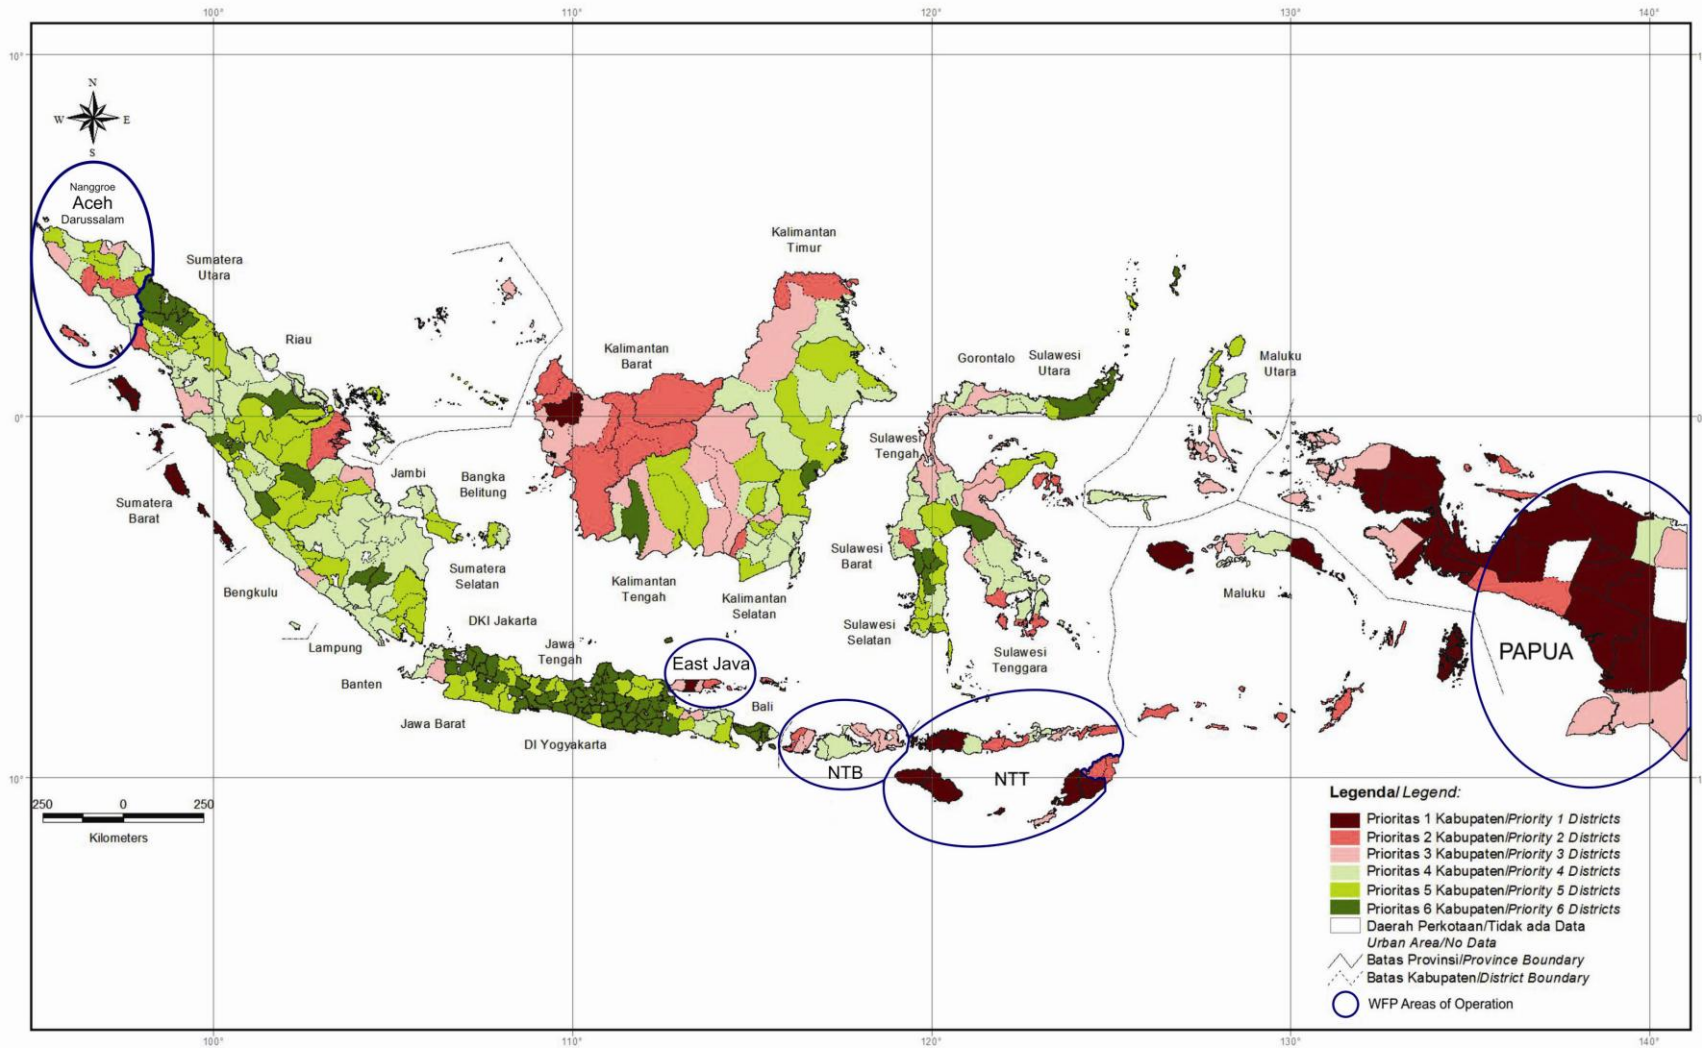 100°
110°
120°
130°
140°
10°
N
W
E
S
Nanggroe
Aceh
Darussalam
Sumatera
Utara
Riau
Kalimantan
Timur
Kalimantan
Barat
Gorontalo
Sulawesi
Utara
Maluku
Utara
0°
Sulawesi
Tengah
Jambi
Bangka
Belitung
Sumatera
Barat
Sulawesi
Barat
Sumatera
Selatan
Bengkulu
Kalimantan
Tengah
Kalimantan
Selatan
Maluku
DKI Jakarta
Sulawesi
Selatan
Lampung
Jawa
Tengah
Sulawesi
Tenggara
PAPUA
East Java
Banten
Bali
Jawa Barat
DI Yogyakarta
NTB
NTT
10°
250
0
250
Kilometers
Legenda/ Legend:
Prioritas 1 Kabupaten/Priority 1 Districts
Prioritas 2 Kabupaten/Priority 2 Districts
Prioritas 3 Kabupaten/Priority 3 Districts
Prioritas 4 Kabupaten/Priority 4 Districts
Prioritas 5 Kabupaten/Priority 5 Districts
Prioritas 6 Kabupaten/Priority 6 Districts
Daerah Perkotaan/Tidak ada Data
Urban Area/No Data
Batas Provinsi/Province Boundary
Batas Kabupaten/District Boundary
WFP Areas of Operation
100°
110°
120°
130°
140°